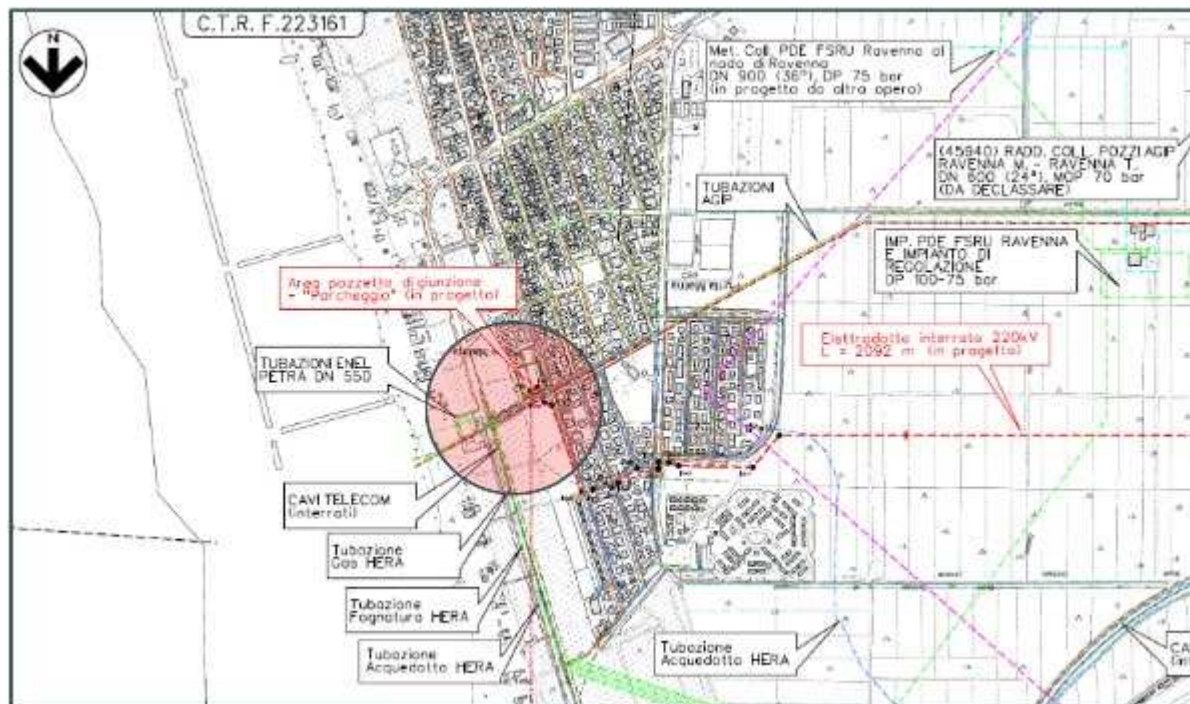 C.T.R. F.223161
N
Met. Coll. PDE FSRU Ravenna al
nodo di Ravenna
DN 900 (36"), DP 75 bar
(in progetto da altra opera)
(45940) RADD. COLL. POZZI AGIP
RAVENNA M. - RAVENNA T.
DN 600 (24"), MOP 70 bar
(DA DECLASSARE)
TUBAZIONI
AGIP
IMP. PDE FSRU RAVENNA
E IMPIANTO DI
REGOLAZIONE
DP 100-75 bar
Area pozzetto di giunzione
- "Parcheggio" (in progetto)
Elettrodotto interrato 220kV
L = 2092 m (in progetto)
TUBAZIONI ENEL
PETRA DN 550
CAVI TELECOM
(interrati)
Tubazione
Gas HERA
Tubazione
Fognatura HERA
Tubazione
Acquedotto HERA
Tubazione
Acquedotto HERA